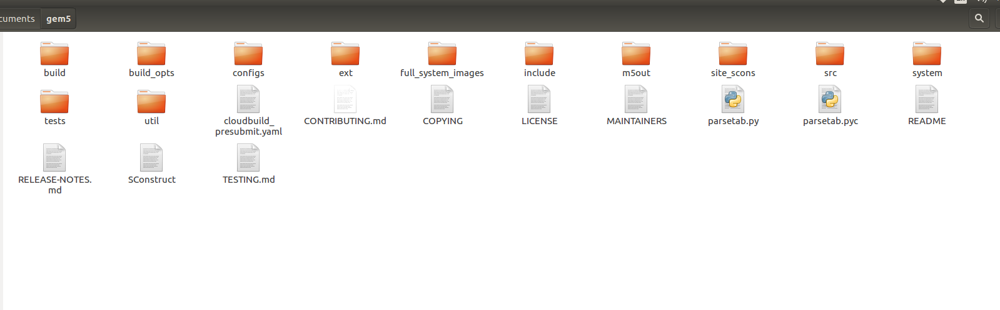 cuments gem5
build build_opts configs ext full_system_images include m5out site_scons src system
tests util cloudbuild_ CONTRIBUTING.md COPYING LICENSE MAINTAINERS parsetab.py parsetab.pyc README
presubmit.yaml
RELEASE-NOTES. SConstruct TESTING.md
md